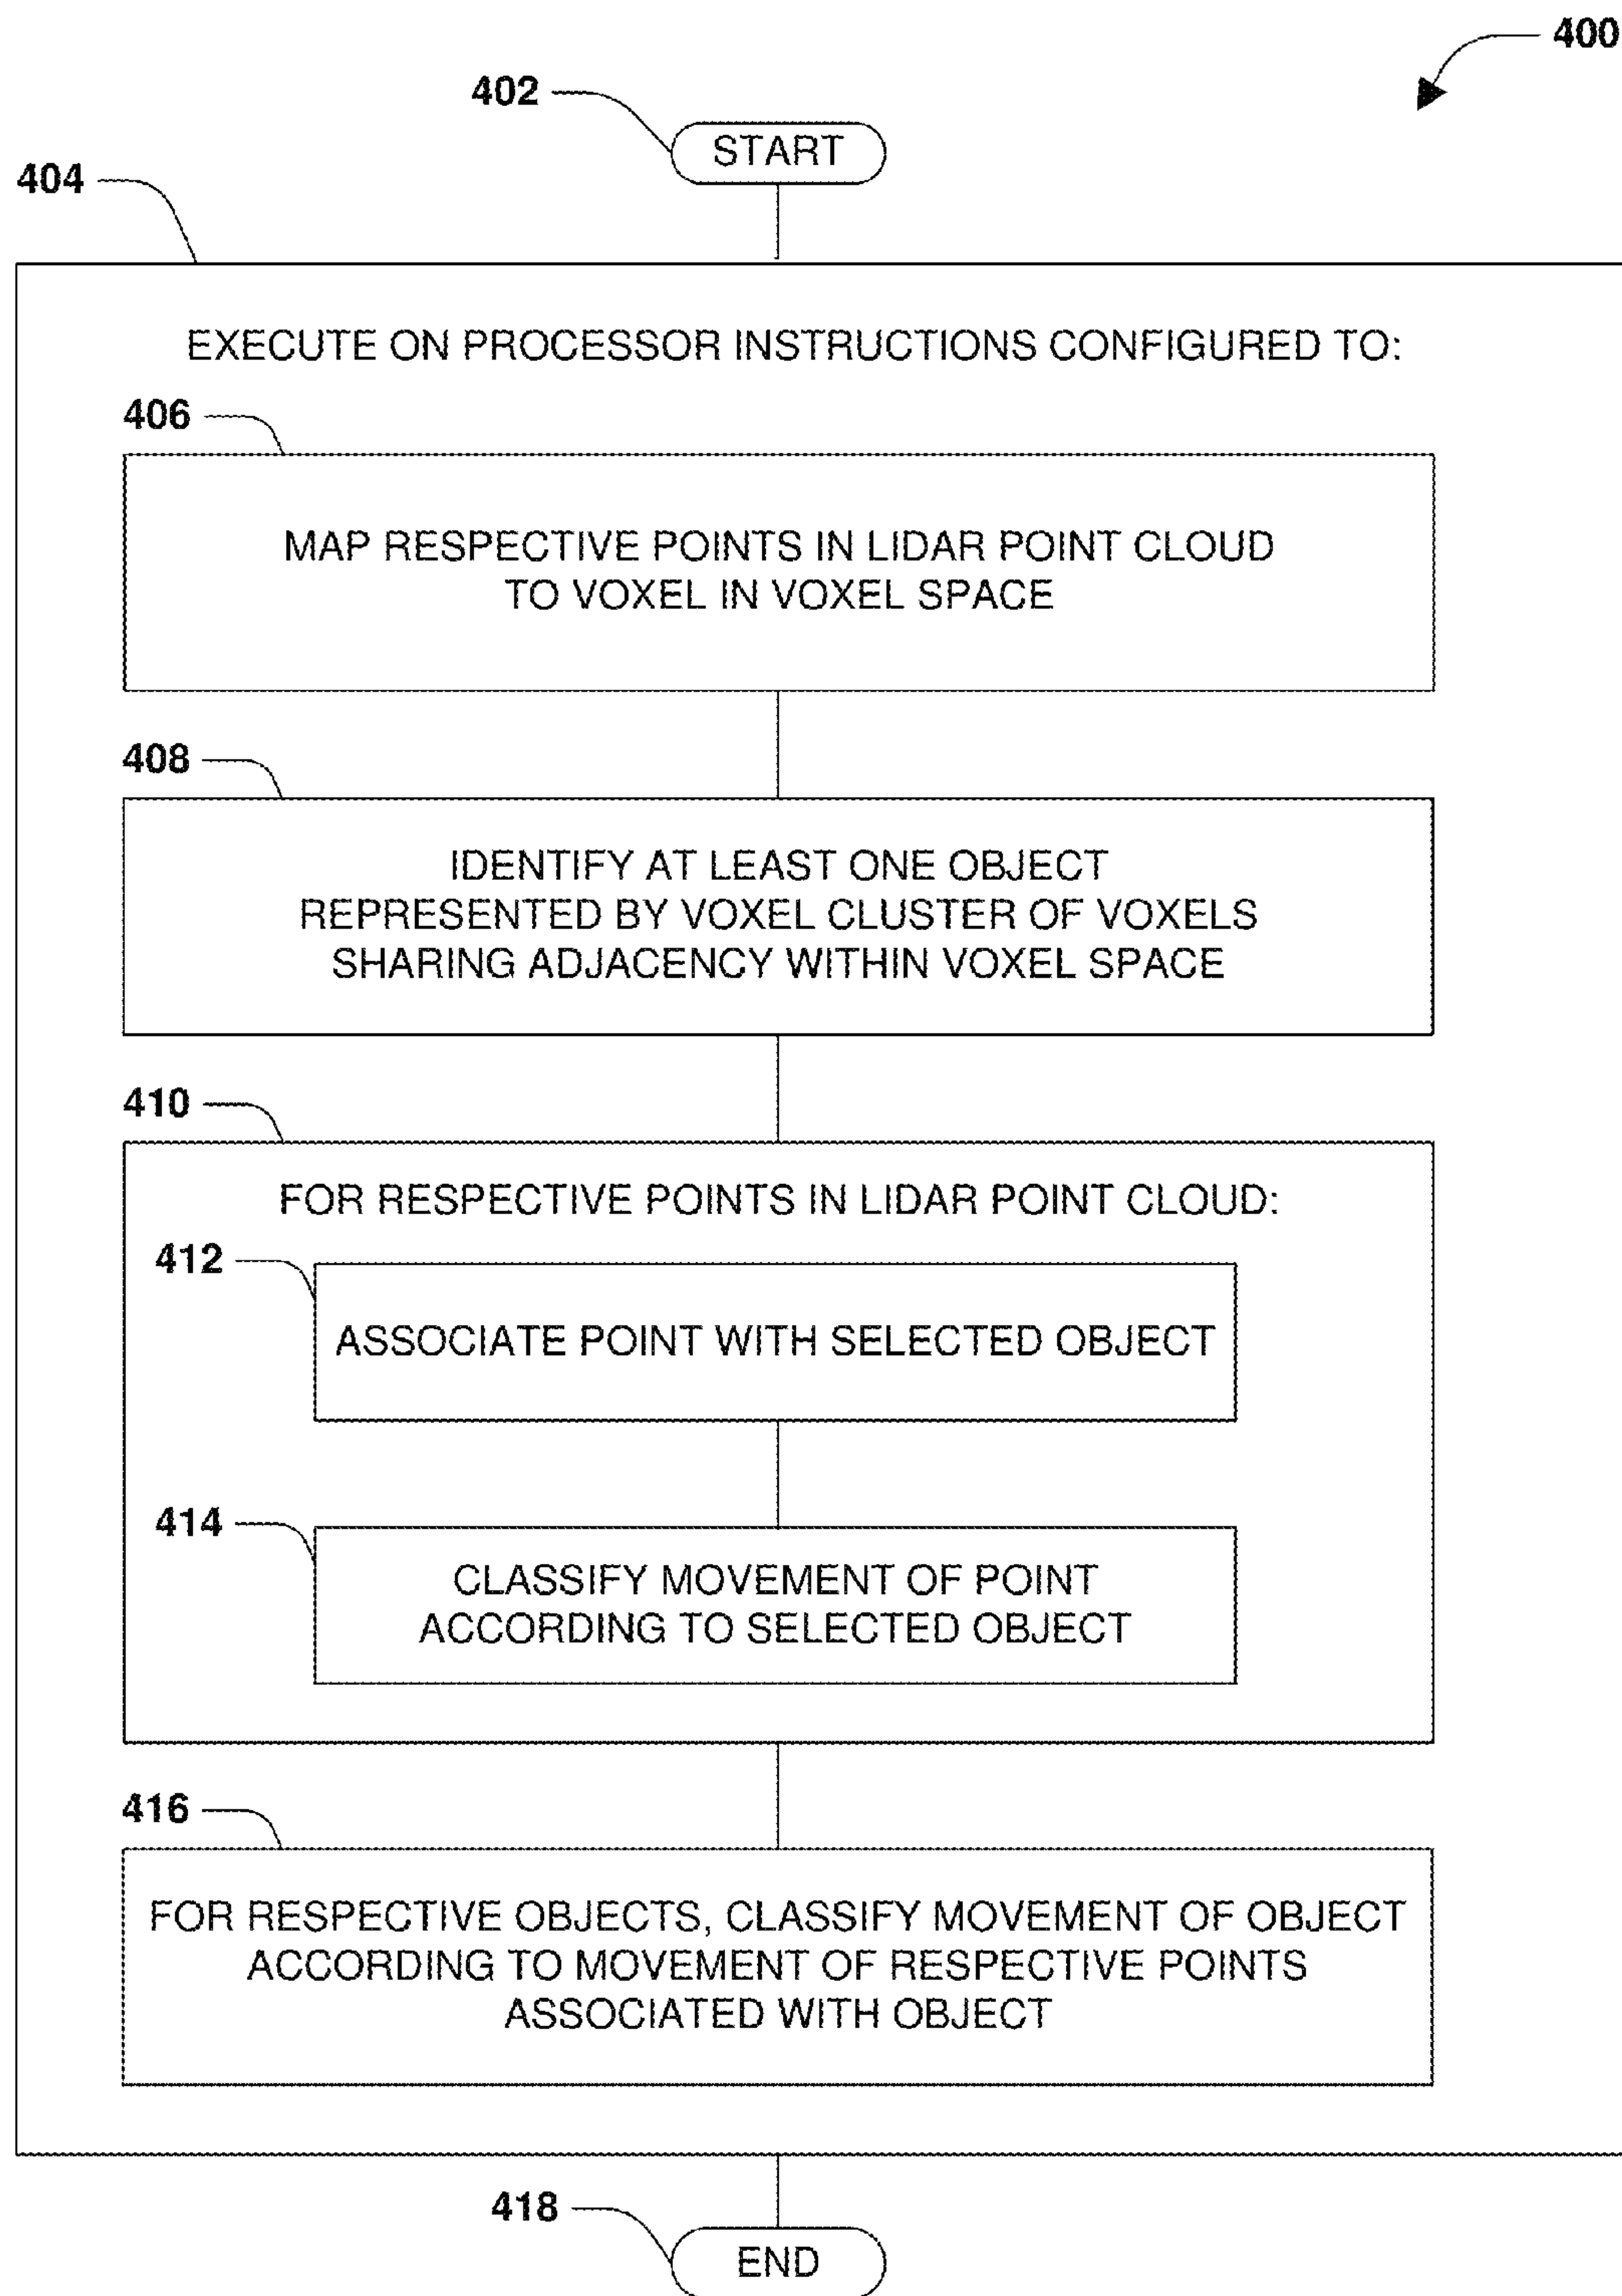 400
402
START
404
EXECUTE ON PROCESSOR INSTRUCTIONS CONFIGURED TO:
406
MAP RESPECTIVE POINTS IN LIDAR POINT CLOUD
TO VOXEL IN VOXEL SPACE
408
IDENTIFY AT LEAST ONE OBJECT
REPRESENTED BY VOXEL CLUSTER OF VOXELS
SHARING ADJACENCY WITHIN VOXEL SPACE
410
FOR RESPECTIVE POINTS IN LIDAR POINT CLOUD:
412
ASSOCIATE POINT WITH SELECTED OBJECT
414
CLASSIFY MOVEMENT OF POINT
ACCORDING TO SELECTED OBJECT
416
FOR RESPECTIVE OBJECTS, CLASSIFY MOVEMENT OF OBJECT
ACCORDING TO MOVEMENT OF RESPECTIVE POINTS
ASSOCIATED WITH OBJECT
418
END